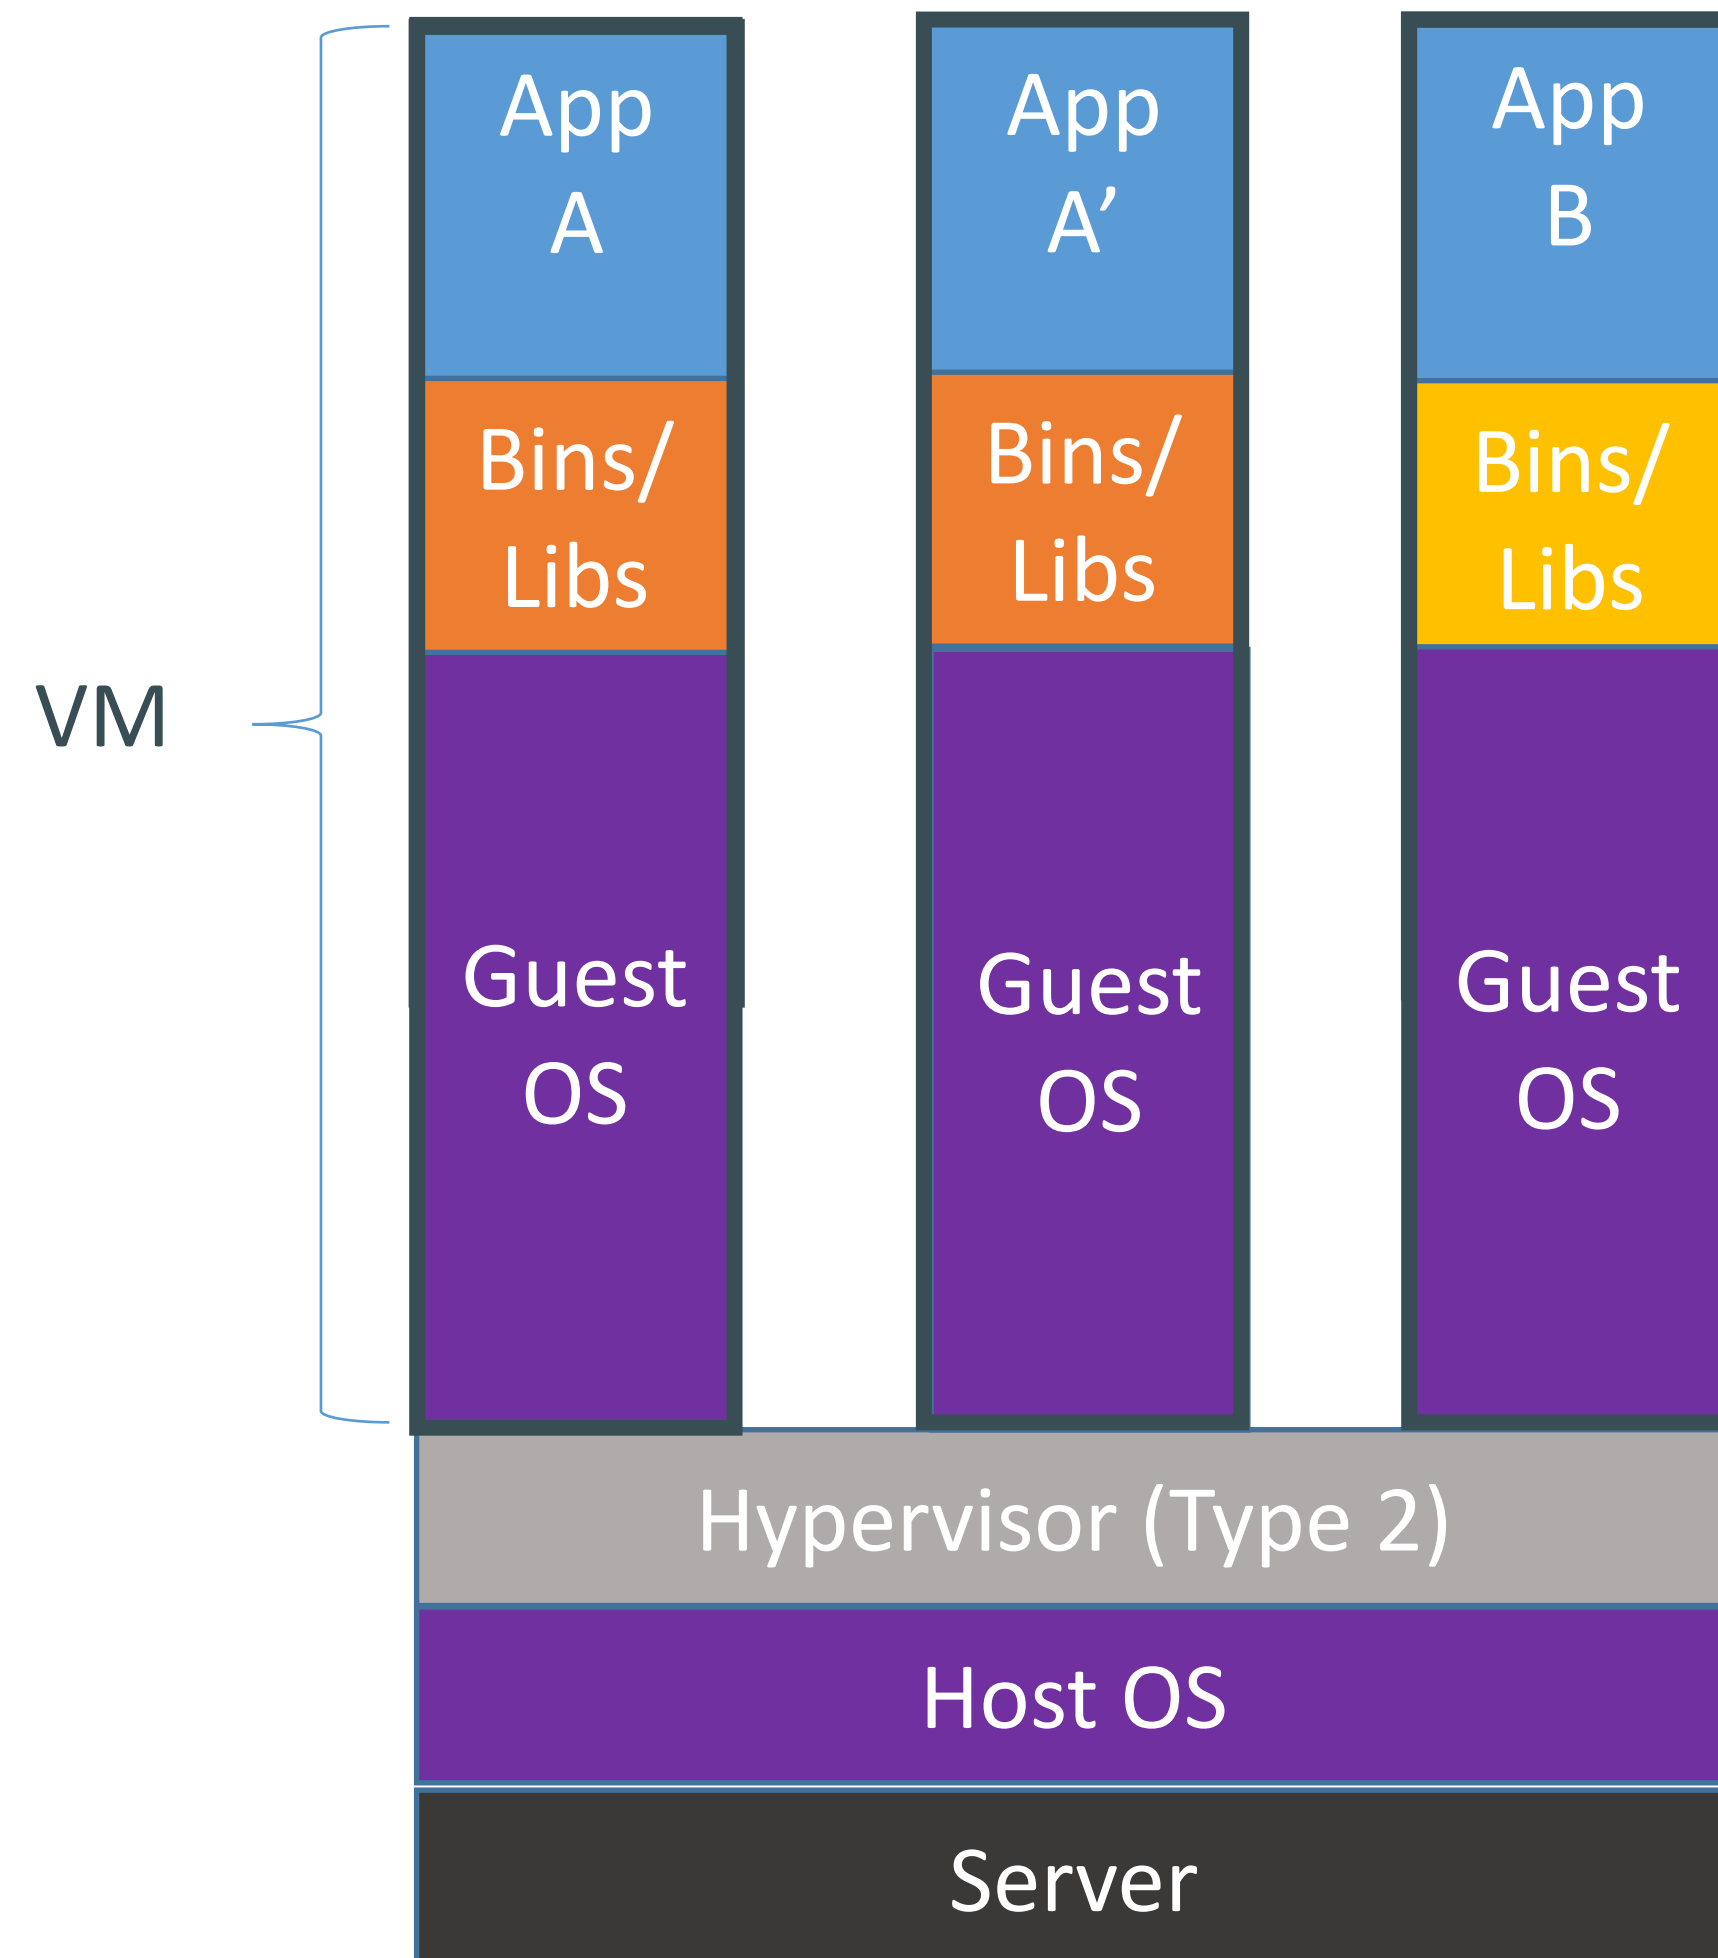 VM
App
A
Bins/
Libs
Guest
OS
App
A’
Bins/
Libs
Guest
OS
App
B
Bins/
Libs
Guest
OS
Hypervisor (Type 2)
Host OS
Server